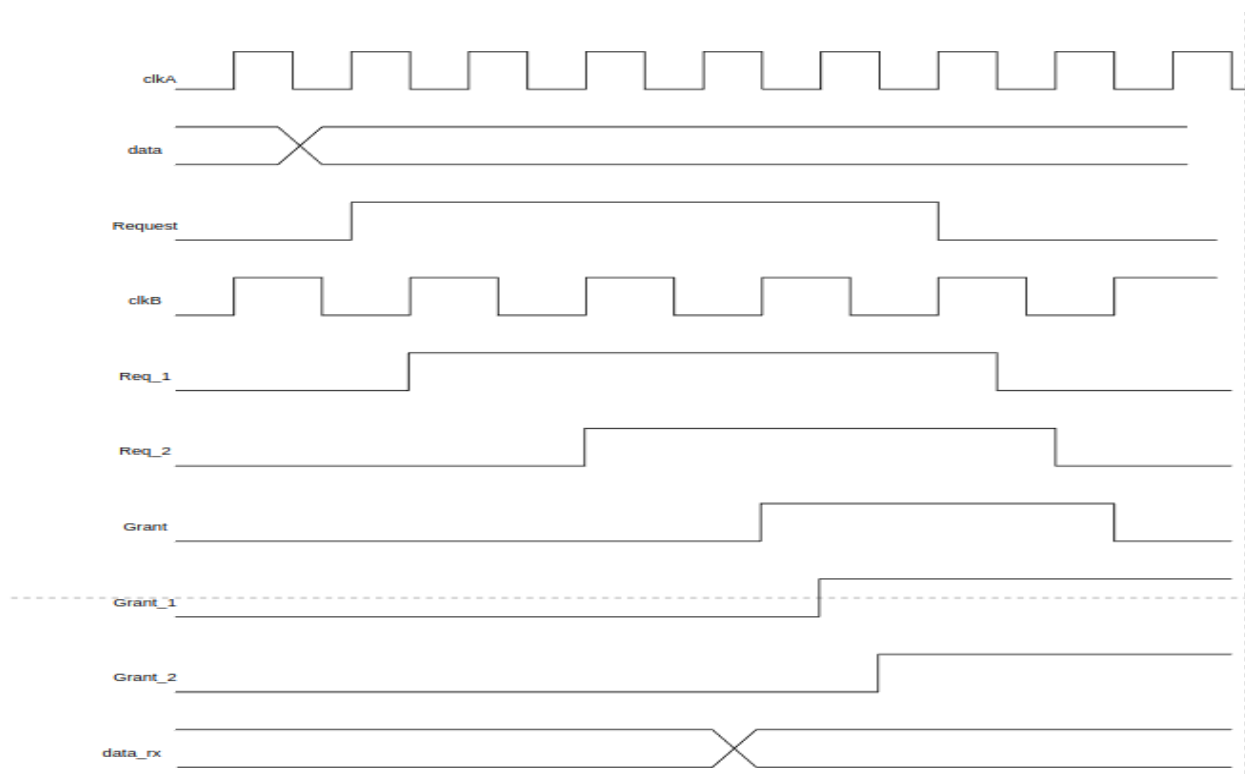 clkA
data
Request
clkB
Req_1
Req_2
Grant
Grant_1
Grant_2
data_rx